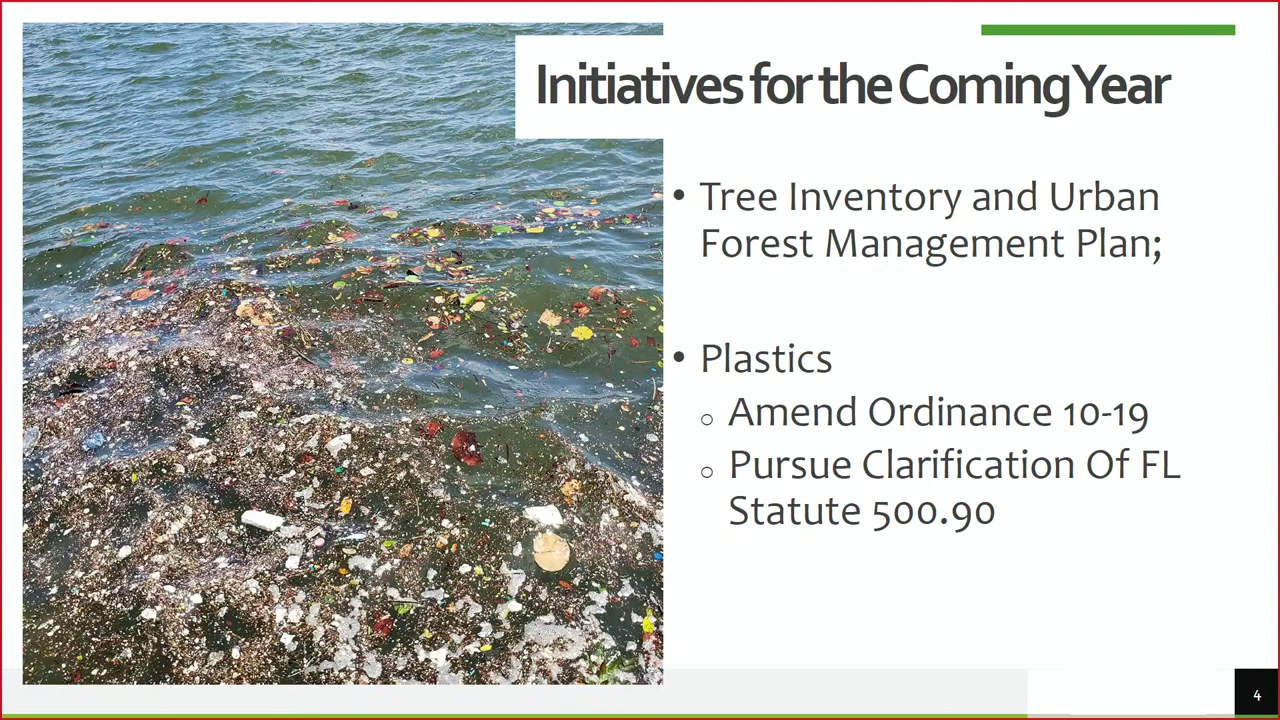 Initiatives for the Coming Year
• Tree Inventory and Urban
Forest Management Plan;
• Plastics
o Amend Ordinance 10-19
o Pursue Clarification Of FL
Statute 500.90
4